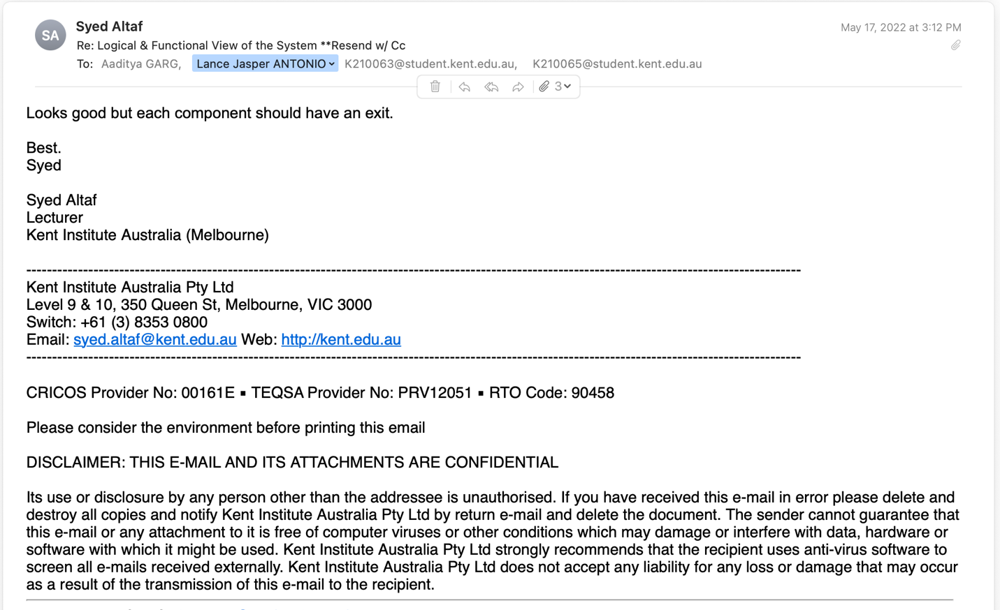 SA
Syed Altaf
May 17, 2022 at 3:12 PM
Re: Logical & Functional View of the System **Resend w/ Cc
To: Aaditya GARG, Lance Jasper ANTONIO K210063@student.kent.edu.au, K210065@student.kent.edu.au
3
Looks good but each component should have an exit.
Best.
Syed
Syed Altaf
Lecturer
Kent Institute Australia (Melbourne)
--------------------------------------------------------------------------------------------------------------------------------------------------------
Kent Institute Australia Pty Ltd
Level 9 & 10, 350 Queen St, Melbourne, VIC 3000
Switch: +61 (3) 8353 0800
Email: syed.altaf@kent.edu.au Web: http://kent.edu.au
--------------------------------------------------------------------------------------------------------------------------------------------------------
CRICOS Provider No: 00161E ▪ TEQSA Provider No: PRV12051 ▪ RTO Code: 90458
Please consider the environment before printing this email
DISCLAIMER: THIS E-MAIL AND ITS ATTACHMENTS ARE CONFIDENTIAL
Its use or disclosure by any person other than the addressee is unauthorised. If you have received this e-mail in error please delete and
destroy all copies and notify Kent Institute Australia Pty Ltd by return e-mail and delete the document. The sender cannot guarantee that
this e-mail or any attachment to it is free of computer viruses or other conditions which may damage or interfere with data, hardware or
software with which it might be used. Kent Institute Australia Pty Ltd strongly recommends that the recipient uses anti-virus software to
screen all e-mails received externally. Kent Institute Australia Pty Ltd does not accept any liability for any loss or damage that may occur
as a result of the transmission of this e-mail to the recipient.